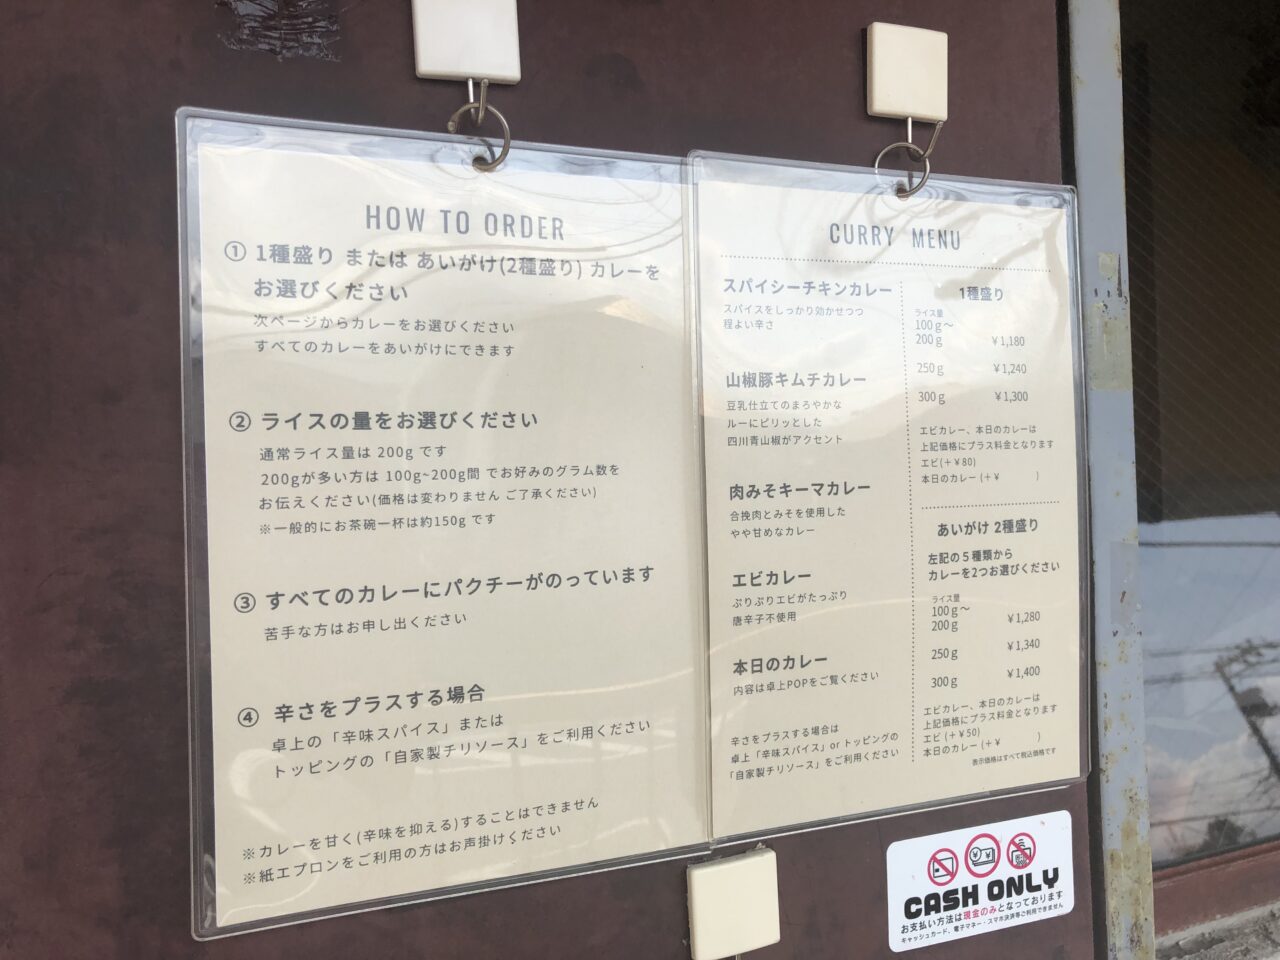 HOW TO ORDER
① 1種盛り または あいがけ(2種盛り) カレーを
お選びください
次ページからカレーをお選びください
すべてのカレーをあいがけにできます
② ライスの量をお選びください
通常ライス量は 200g です
200gが多い方は 100g~200g間 でお好みのグラム数を
お伝えください(価格は変わりません ご了承ください)
※一般的にお茶碗一杯は約150g です
③ すべてのカレーにパクチーがのっています
苦手な方はお申し出ください
④ 辛さをプラスする場合
卓上の「辛味スパイス」または
トッピングの「自家製チリソース」をご利用ください
※カレーを甘く(辛味を抑える)することはできません
※紙エプロンをご利用の方はお声掛けください
CURRY MENU
スパイシーチキンカレー
スパイスをしっかり効かせつつ
程よい辛さ
山椒豚キムチカレー
豆乳仕立てのまろやかな
ルーにピリッとした
四川青山椒がアクセント
肉みそキーマカレー
合挽肉とみそを使用した
やや甘めなカレー
エビカレー
ぷりぷりエビがたっぷり
唐辛子不使用
本日のカレー
内容は卓上POPをご覧ください
辛さをプラスする場合は
卓上「辛味スパイス」or トッピングの
「自家製チリソース」をご利用ください
1種盛り
ライス量
100g～
200g ¥1,180
250g ¥1,240
300g ¥1,300
エビカレー、本日のカレーは
上記価格にプラス料金となります
エビ(+¥80)
本日のカレー (+¥ )
あいがけ 2種盛り
左記の5種類から
カレーを2つお選びください
ライス量
100g～
200g ¥1,280
250g ¥1,340
300g ¥1,400
エビカレー、本日のカレーは
上記価格にプラス料金となります
エビ (+¥50)
本日のカレー (+¥ )
表示価格はすべて税込価格です
CASH ONLY
お支払い方法は現金のみとなっております
キャッシュカード、電子マネー・スマホ決済等ご利用できません